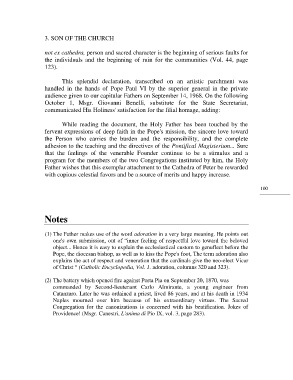 3. SON OF THE CHURCH
not ex cathedra, person and sacred character is the beginning of serious faults for
the individuals and the beginning of ruin for the communities (Vol. 44, page
123).
This splendid declaration, transcribed on an artistic parchment was
handed in the hands of Pope Paul VI by the superior general in the private
audience given to our capitular Fathers on September 14, 1968. On the following
October 1, Msgr. Giovanni Benelli, substitute for the State Secretariat,
communicated His Holiness' satisfaction for the filial homage, adding:
While reading the document, the Holy Father has been touched by the
fervent expressions of deep faith in the Pope's mission, the sincere love toward
the Person who carries the burden and the responsibility, and the complete
adhesion to the teaching and the directives of the Pontifical Magisterium... Sure
that the feelings of the venerable Founder continue to be a stimulus and a
program for the members of the two Congregations instituted by him, the Holy
Father wishes that this exemplar attachment to the Cathedra of Peter be rewarded
with copious celestial favors and be a source of merits and happy increase.
100
Notes
(1) The Father makes use of the word adoration in a very large meaning. He points out
one's own submission, out of "inner feeling of respectful love toward the beloved
object . Hence it is easy to explain the ecclesiastical custom to genuflect before the
Pope, the diocesan bishop, as well as to kiss the Pope's foot. The term adoration also
explains the act of respect and veneration that the cardinals give the neo-elect Vicar
of Christ " (Catholic Encyclopedia, Vol. 1. adoration, columns 320 and 323).
(2) The battery which opened fire against Porta Pia on September 20, 1870, was
commanded by Second-lieutenant Carlo Almirante, a young engineer from
Catanzaro. Later he was ordained a priest, lived 86 years, and at his death in 1934
Naples mourned over him because of his extraordinary virtues. The Sacred
Congregation for the canonizations is concerned with his beatification. Jokes of
Providence! (Msgr. Canestri, L'anima di Pio IX, vol. 3, page 283).